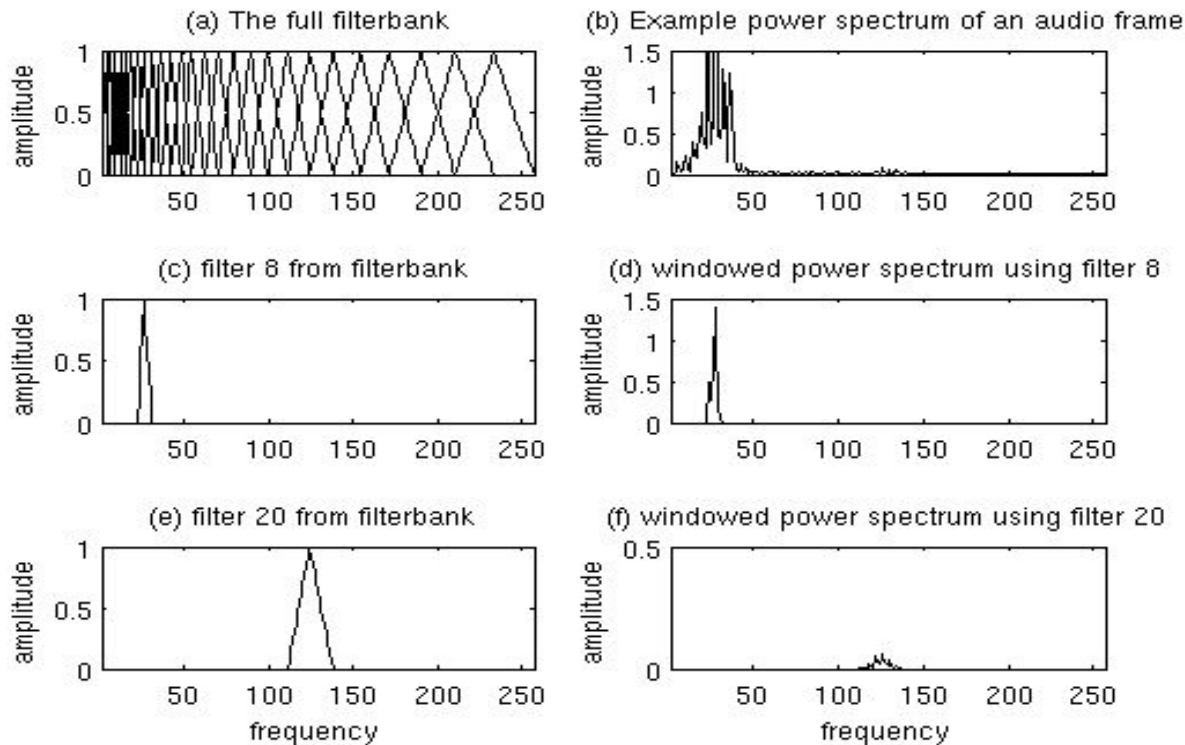 (a) The full filterbank
amplitude
1
0.5
0
50 100 150 200 250
(b) Example power spectrum of an audio frame
amplitude
1.5
1
0.5
0
50 100 150 200 250
(c) filter 8 from filterbank
amplitude
1
0.5
0
50 100 150 200 250
(d) windowed power spectrum using filter 8
amplitude
1.5
1
0.5
0
50 100 150 200 250
(e) filter 20 from filterbank
amplitude
1
0.5
0
50 100 150 200 250
frequency
(f) windowed power spectrum using filter 20
amplitude
0.5
0
50 100 150 200 250
frequency